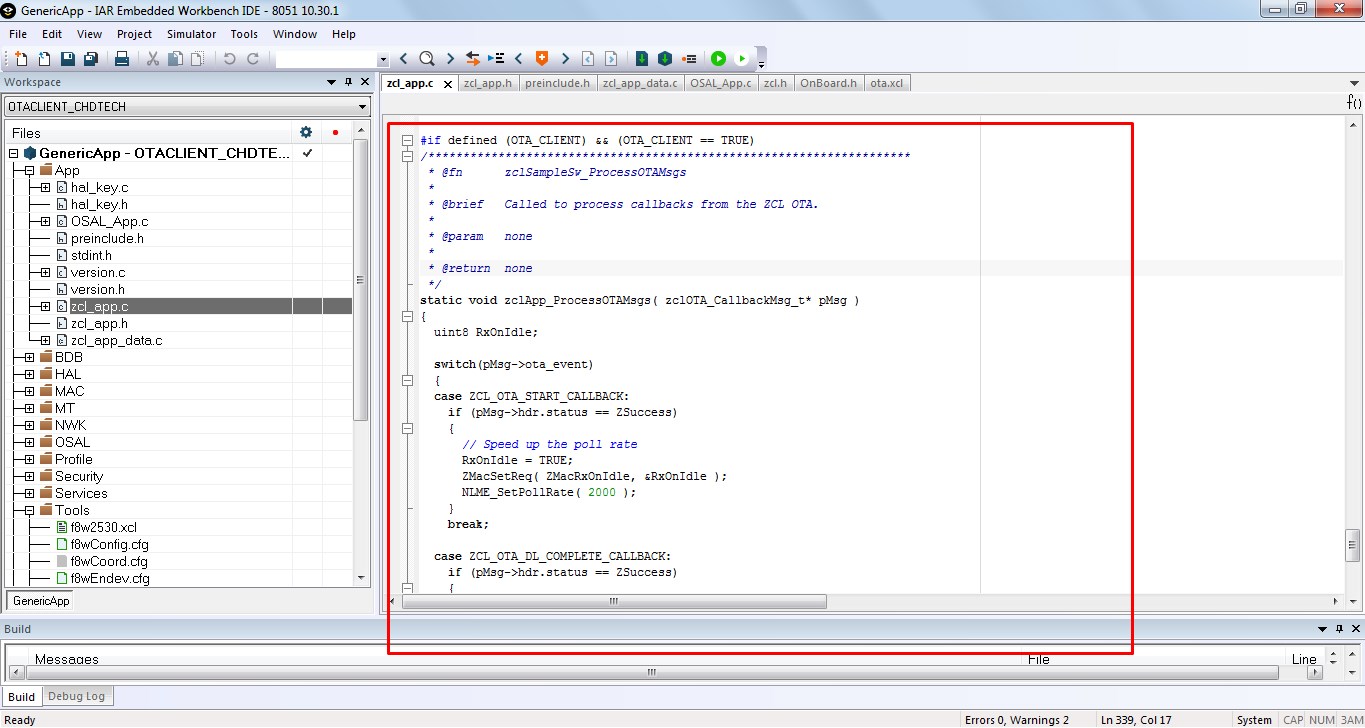 GenericApp - IAR Embedded Workbench IDE - 8051 10.30.1
File Edit View Project Simulator Tools Window Help
Workspace
zcl_app.c zcl_app.h preinclude.h zcl_app_data.c OSAL_App.c zcl.h OnBoard.h ota.xcl
OTACLIENT_CHDTECH
f()
Files
GenericApp - OTACLIENT_CHDTE...
App
hal_key.c
hal_key.h
OSAL_App.c
preinclude.h
stdint.h
version.c
version.h
zcl_app.c
zcl_app.h
zcl_app_data.c
BDB
HAL
MAC
MT
NWK
OSAL
Profile
Security
Services
Tools
f8w2530.xcl
f8wConfig.cfg
f8wCoord.cfg
f8wEndev.cfg
GenericApp
#if defined (OTA_CLIENT) && (OTA_CLIENT == TRUE)
/*********************************************************************
* @fn zclSampleSw_ProcessOTAMsgs
*
* @brief Called to process callbacks from the ZCL OTA.
*
* @param none
*
* @return none
*/
static void zclApp_ProcessOTAMsgs( zclOTA_CallbackMsg_t* pMsg )
{
uint8 RxOnIdle;
switch(pMsg->ota_event)
{
case ZCL_OTA_START_CALLBACK:
if (pMsg->hdr.status == ZSuccess)
{
// Speed up the poll rate
RxOnIdle = TRUE;
ZMacSetReq( ZMacRxOnIdle, &RxOnIdle );
NLME_SetPollRate( 2000 );
}
break;
case ZCL_OTA_DL_COMPLETE_CALLBACK:
if (pMsg->hdr.status == ZSuccess)
{
Build
Messages File Line
Build Debug Log
Ready Errors 0, Warnings 2 Ln 339, Col 17 System CAP NUM ЗАМ